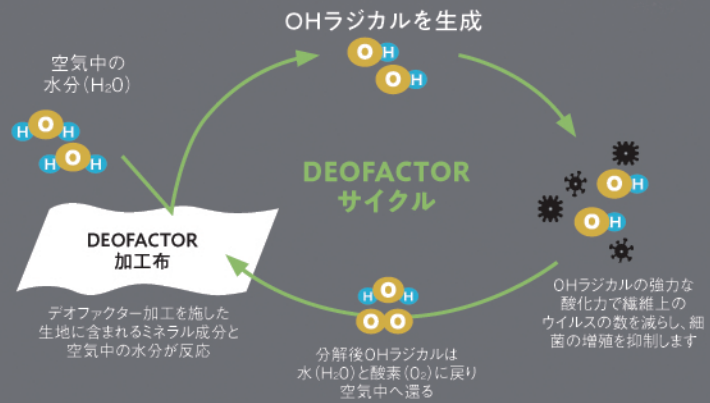 OHラジカルを生成
O H
O H
空気中の
水分(H₂O)
H O H
H O H
DEOFACTOR
サイクル
O H
O H
DEOFACTOR
加工布
デオファクター加工を施した
生地に含まれるミネラル成分と
空気中の水分が反応
H O H
O O
分解後OHラジカルは
水(H₂O)と酸素(O₂)に戻り
空気中へ還る
OHラジカルの強力な
酸化力で繊維上の
ウイルスの数を減らし、細
菌の増殖を抑制します